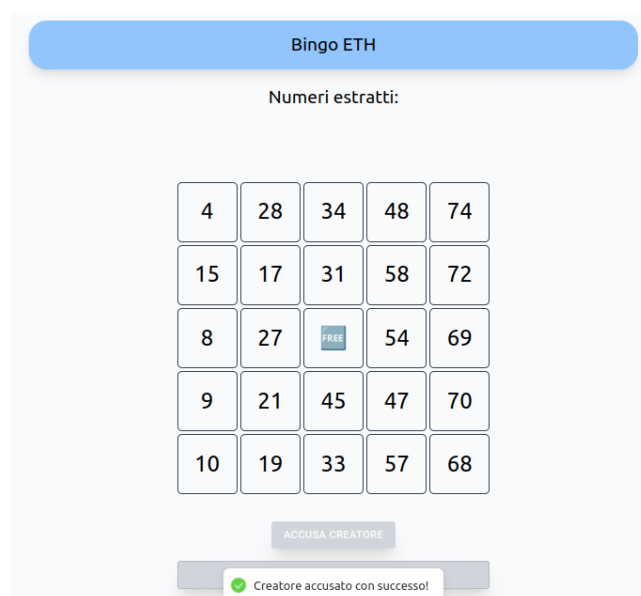 Bingo ETH
Numeri estratti:
4 28 34 48 74
15 17 31 58 72
8 27 FREE 54 69
9 21 45 47 70
10 19 33 57 68
ACCUSA CREATORE
Creatore accusato con successo!